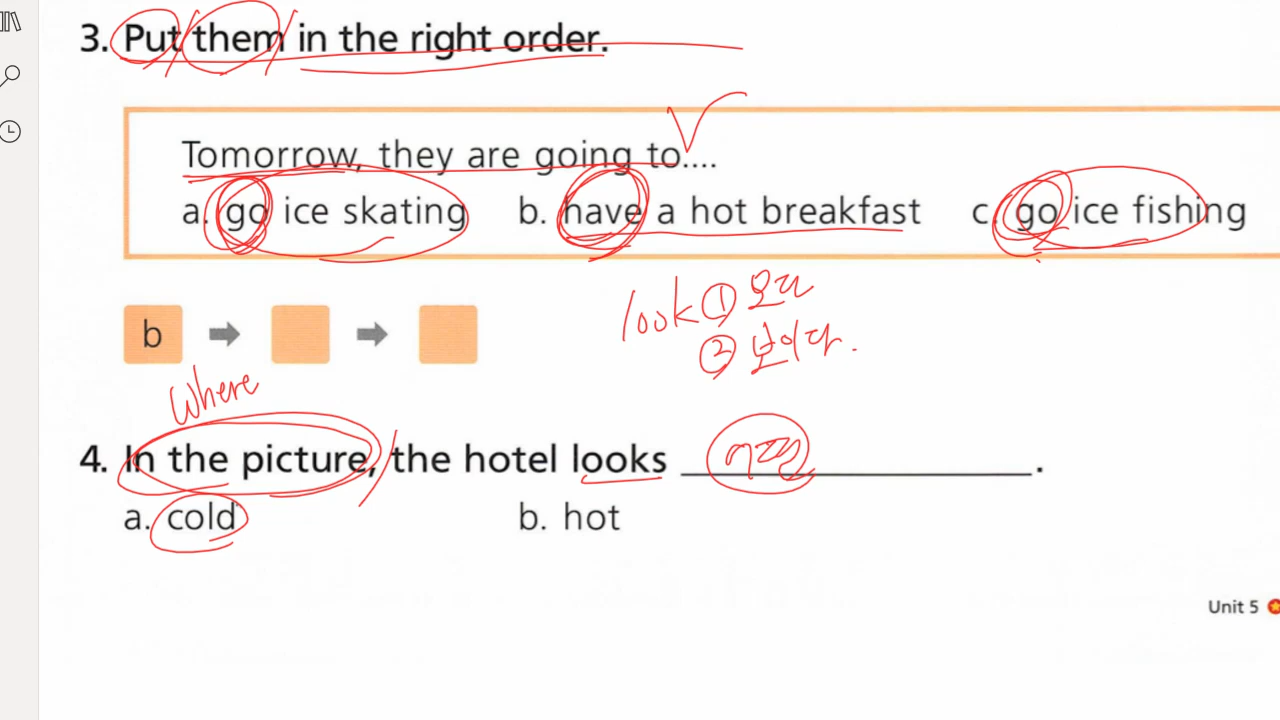 3. Put them in the right order.
Tomorrow, they are going to....
a. go ice skating b. have a hot breakfast c. go ice fishing
look ①
② 보이다.
b
Where
4. In the picture, the hotel looks ____________.
a. cold b. hot
Unit 5